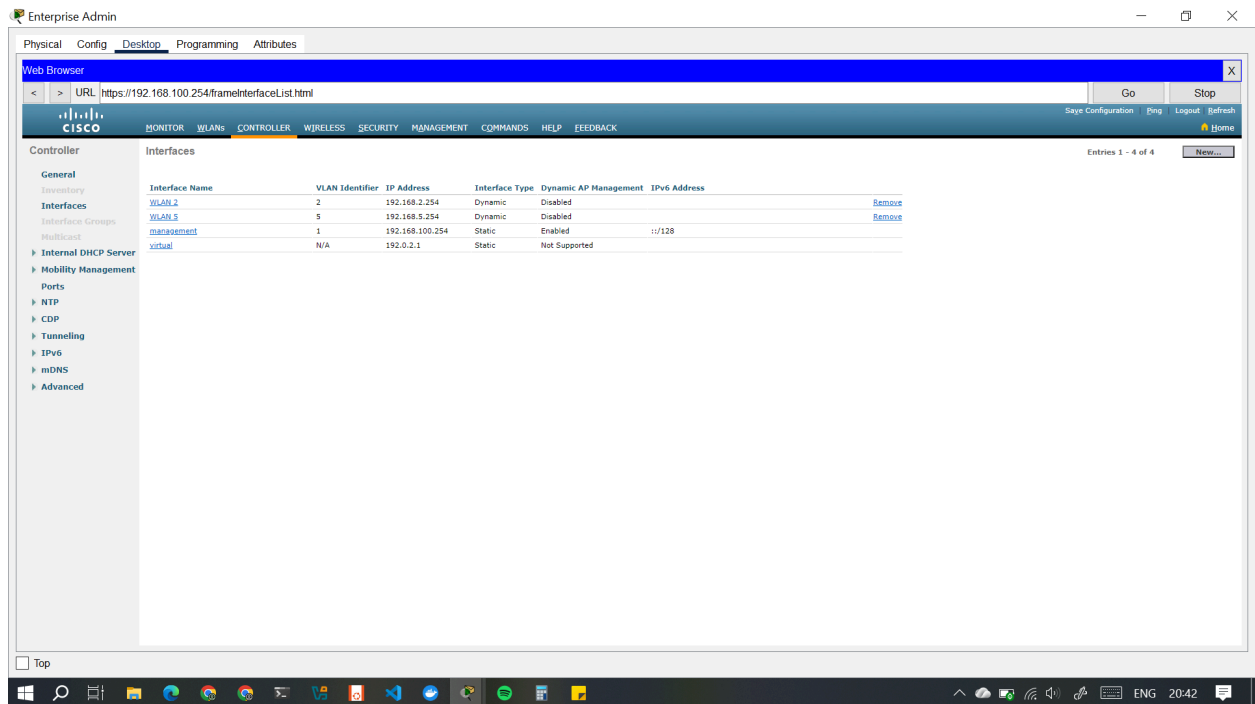 Enterprise Admin
Physical Config Desktop Programming Attributes
Web Browser X
< > URL https://192.168.100.254/frameInterfaceList.html Go Stop
Save Configuration Ping Logout Refresh
CISCO MONITOR WLANs CONTROLLER WIRELESS SECURITY MANAGEMENT COMMANDS HELP FEEDBACK Home
Controller Interfaces Entries 1 - 4 of 4 New...
General
Inventory
Interfaces
Interface Groups
Multicast
Internal DHCP Server
Mobility Management
Ports
NTP
CDP
Tunneling
IPv6
mDNS
Advanced
Interface Name VLAN Identifier IP Address Interface Type Dynamic AP Management IPv6 Address
WLAN 2 2 192.168.2.254 Dynamic Disabled Remove
WLAN 5 5 192.168.5.254 Dynamic Disabled Remove
management 1 192.168.100.254 Static Enabled ::/128
virtual N/A 192.0.2.1 Static Not Supported
Top
ENG 20:42